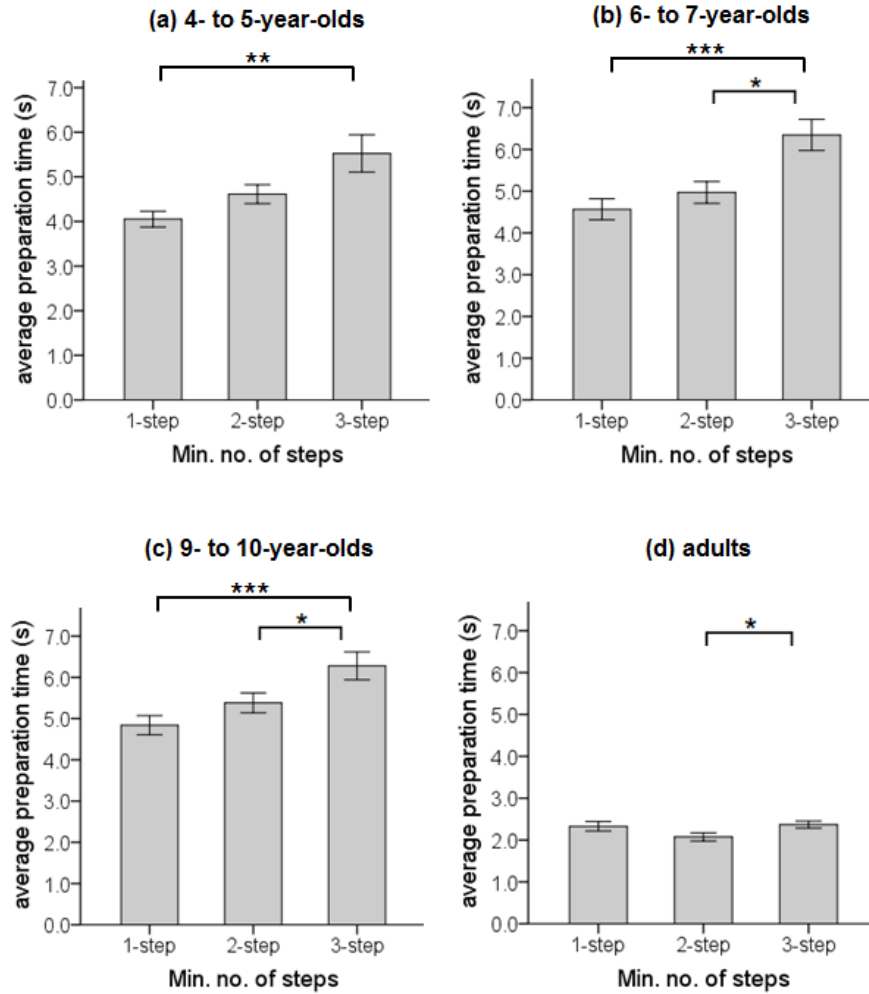 (a) 4- to 5-year-olds
**
average preparation time (s)
7.0
6.0
5.0
4.0
3.0
2.0
1.0
0.0
1-step 2-step 3-step
Min. no. of steps
(b) 6- to 7-year-olds
***
*
average preparation time (s)
7.0
6.0
5.0
4.0
3.0
2.0
1.0
0.0
1-step 2-step 3-step
Min. no. of steps
(c) 9- to 10-year-olds
***
*
average preparation time (s)
7.0
6.0
5.0
4.0
3.0
2.0
1.0
0.0
1-step 2-step 3-step
Min. no. of steps
(d) adults
*
average preparation time (s)
7.0
6.0
5.0
4.0
3.0
2.0
1.0
0.0
1-step 2-step 3-step
Min. no. of steps